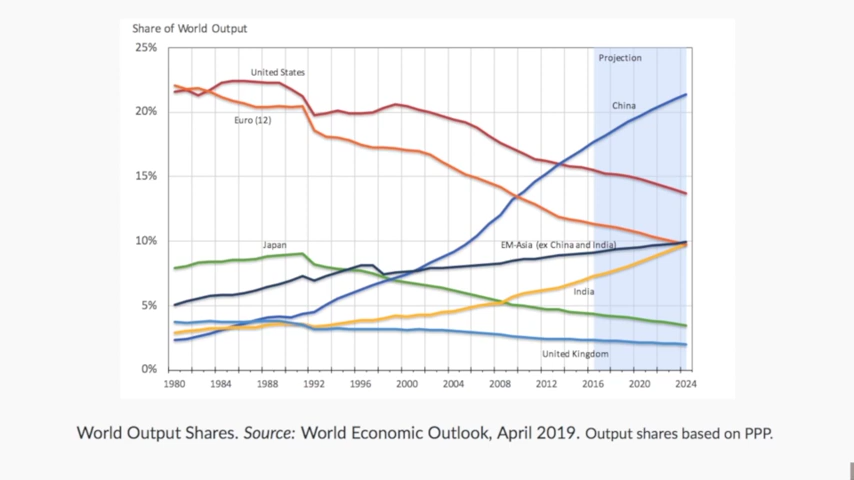 Share of World Output
25%
Projection
United States
China
20%
Euro (12)
15%
10%
Japan
EM-Asia (ex China and India)
India
5%
United Kingdom
0%
1980 1984 1988 1992 1996 2000 2004 2008 2012 2016 2020 2024
World Output Shares. Source: World Economic Outlook, April 2019. Output shares based on PPP.